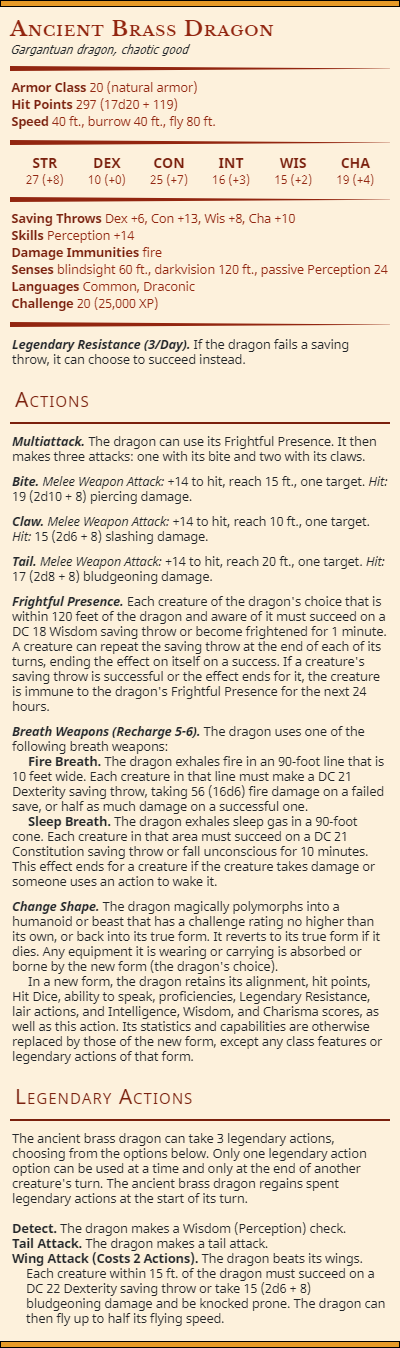 Ancient Brass Dragon
Gargantuan dragon, chaotic good
Armor Class 20 (natural armor)
Hit Points 297 (17d20 + 119)
Speed 40 ft., burrow 40 ft., fly 80 ft.
STR DEX CON INT WIS CHA
27 (+8) 10 (+0) 25 (+7) 16 (+3) 15 (+2) 19 (+4)
Saving Throws Dex +6, Con +13, Wis +8, Cha +10
Skills Perception +14
Damage Immunities fire
Senses blindsight 60 ft., darkvision 120 ft., passive Perception 24
Languages Common, Draconic
Challenge 20 (25,000 XP)
Legendary Resistance (3/Day). If the dragon fails a saving
throw, it can choose to succeed instead.
Actions
Multiattack. The dragon can use its Frightful Presence. It then
makes three attacks: one with its bite and two with its claws.
Bite. Melee Weapon Attack: +14 to hit, reach 15 ft., one target. Hit:
19 (2d10 + 8) piercing damage.
Claw. Melee Weapon Attack: +14 to hit, reach 10 ft., one target.
Hit: 15 (2d6 + 8) slashing damage.
Tail. Melee Weapon Attack: +14 to hit, reach 20 ft., one target. Hit:
17 (2d8 + 8) bludgeoning damage.
Frightful Presence. Each creature of the dragon's choice that is
within 120 feet of the dragon and aware of it must succeed on a
DC 18 Wisdom saving throw or become frightened for 1 minute.
A creature can repeat the saving throw at the end of each of its
turns, ending the effect on itself on a success. If a creature's
saving throw is successful or the effect ends for it, the creature
is immune to the dragon's Frightful Presence for the next 24
hours.
Breath Weapons (Recharge 5-6). The dragon uses one of the
following breath weapons:
Fire Breath. The dragon exhales fire in an 90-foot line that is
10 feet wide. Each creature in that line must make a DC 21
Dexterity saving throw, taking 56 (16d6) fire damage on a failed
save, or half as much damage on a successful one.
Sleep Breath. The dragon exhales sleep gas in a 90-foot
cone. Each creature in that area must succeed on a DC 21
Constitution saving throw or fall unconscious for 10 minutes.
This effect ends for a creature if the creature takes damage or
someone uses an action to wake it.
Change Shape. The dragon magically polymorphs into a
humanoid or beast that has a challenge rating no higher than
its own, or back into its true form. It reverts to its true form if it
dies. Any equipment it is wearing or carrying is absorbed or
borne by the new form (the dragon's choice).
In a new form, the dragon retains its alignment, hit points,
Hit Dice, ability to speak, proficiencies, Legendary Resistance,
lair actions, and Intelligence, Wisdom, and Charisma scores, as
well as this action. Its statistics and capabilities are otherwise
replaced by those of the new form, except any class features or
legendary actions of that form.
Legendary Actions
The ancient brass dragon can take 3 legendary actions,
choosing from the options below. Only one legendary action
option can be used at a time and only at the end of another
creature's turn. The ancient brass dragon regains spent
legendary actions at the start of its turn.
Detect. The dragon makes a Wisdom (Perception) check.
Tail Attack. The dragon makes a tail attack.
Wing Attack (Costs 2 Actions). The dragon beats its wings.
Each creature within 15 ft. of the dragon must succeed on a
DC 22 Dexterity saving throw or take 15 (2d6 + 8)
bludgeoning damage and be knocked prone. The dragon can
then fly up to half its flying speed.